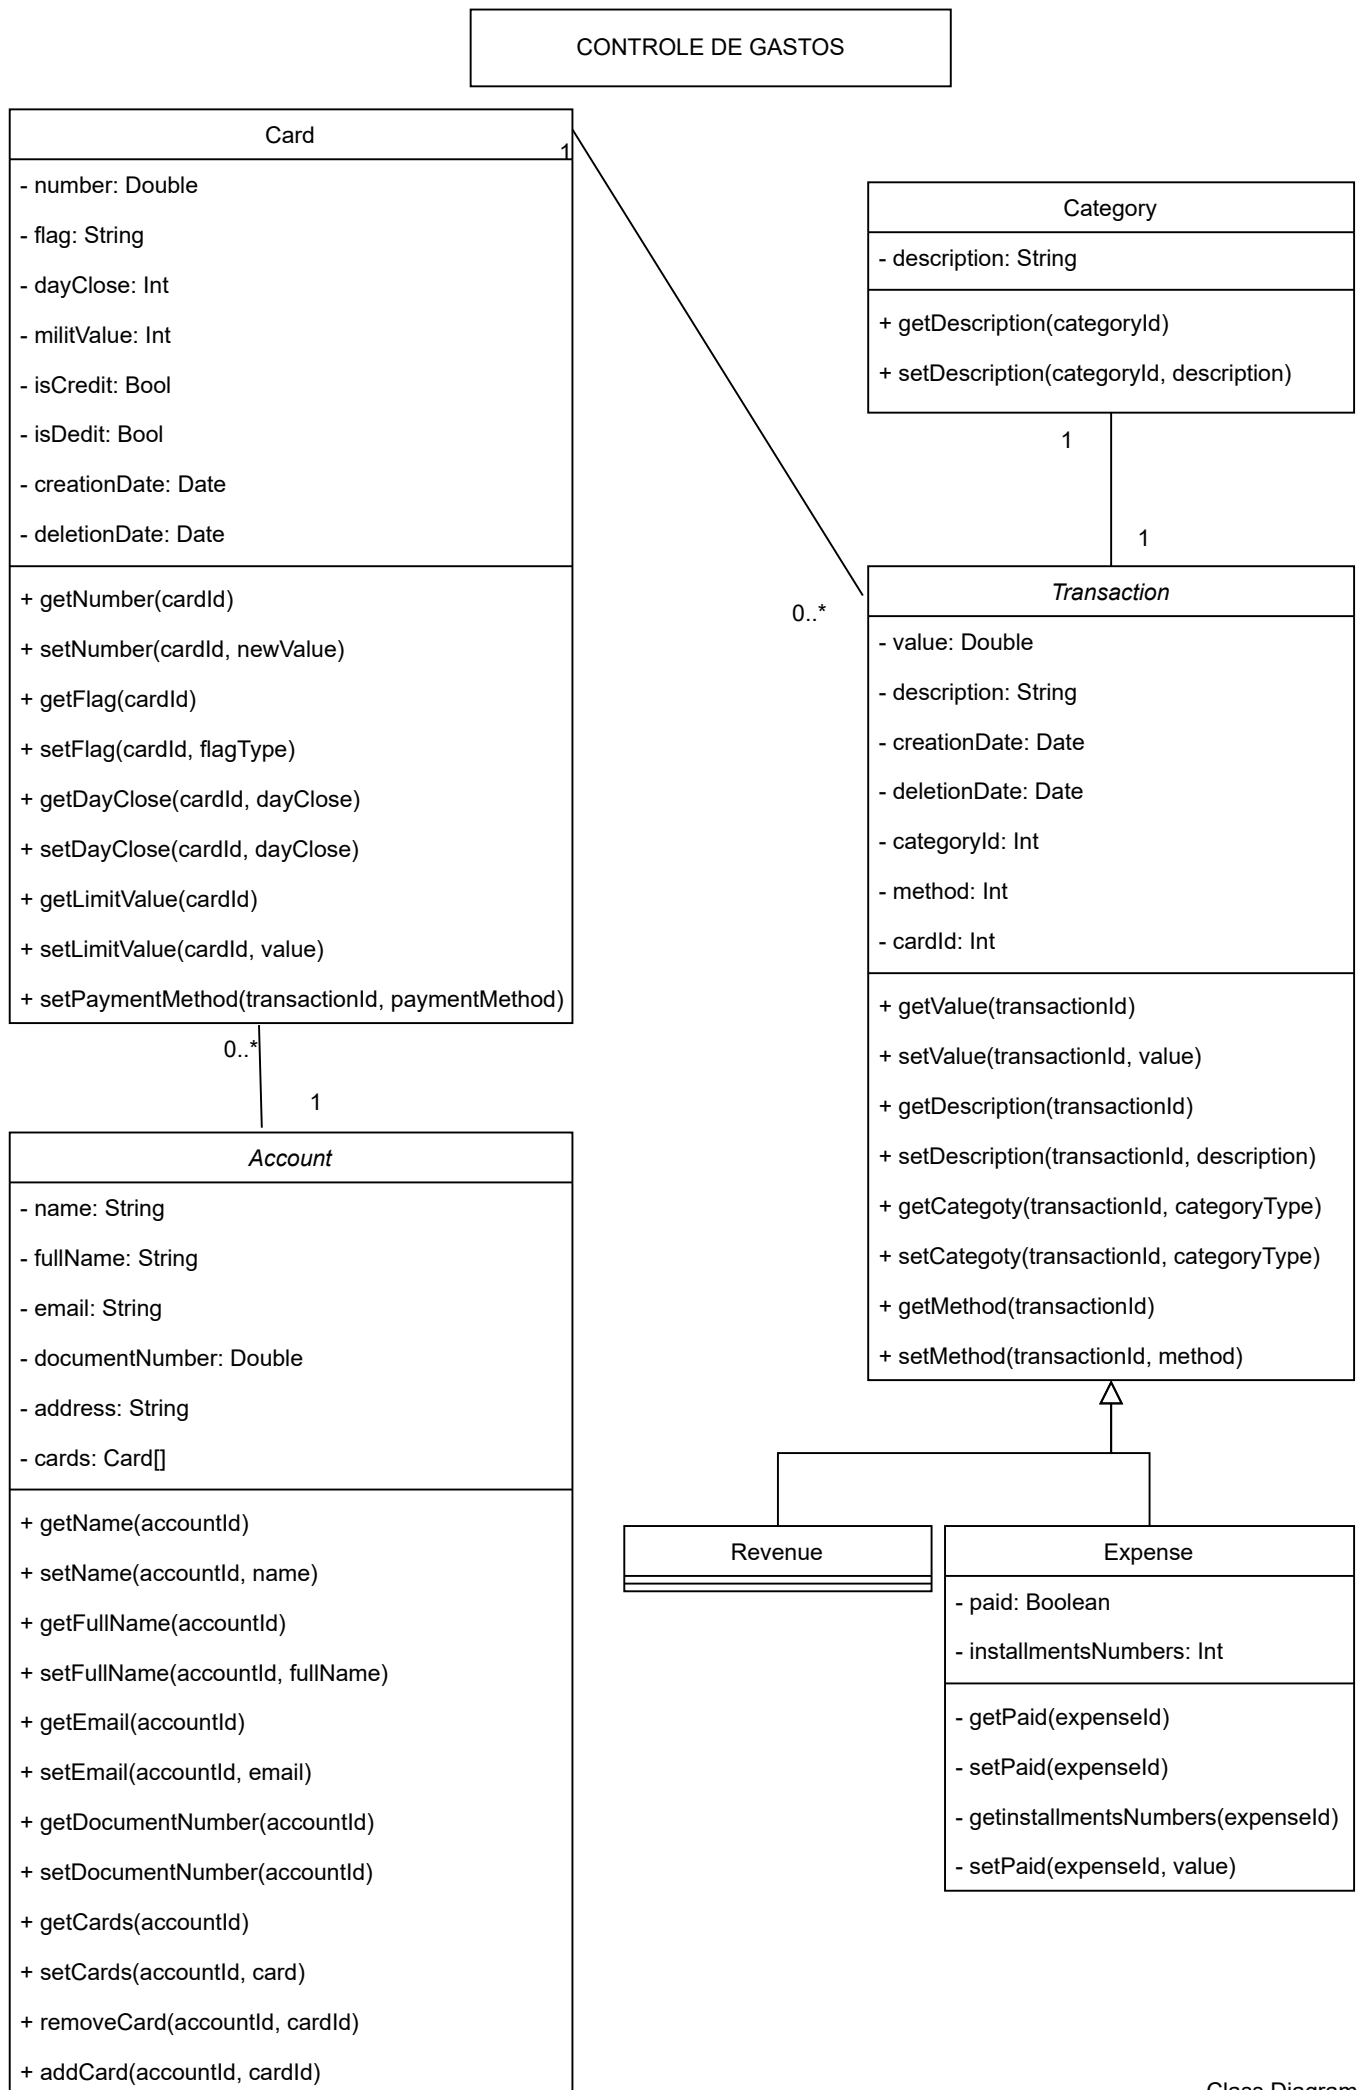 CONTROLE DE GASTOS
Card
1
- number: Double
- flag: String
- dayClose: Int
- militValue: Int
- isCredit: Bool
- isDedit: Bool
- creationDate: Date
- deletionDate: Date
+ getNumber(cardId)
+ setNumber(cardId, newValue)
+ getFlag(cardId)
+ setFlag(cardId, flagType)
+ getDayClose(cardId, dayClose)
+ setDayClose(cardId, dayClose)
+ getLimitValue(cardId)
+ setLimitValue(cardId, value)
+ setPaymentMethod(transactionId, paymentMethod)
0..*
1
Account
- name: String
- fullName: String
- email: String
- documentNumber: Double
- address: String
- cards: Card[]
+ getName(accountId)
+ setName(accountId, name)
+ getFullName(accountId)
+ setFullName(accountId, fullName)
+ getEmail(accountId)
+ setEmail(accountId, email)
+ getDocumentNumber(accountId)
+ setDocumentNumber(accountId)
+ getCards(accountId)
+ setCards(accountId, card)
+ removeCard(accountId, cardId)
+ addCard(accountId, cardId)
Category
- description: String
+ getDescription(categoryId)
+ setDescription(categoryId, description)
1
1
0..*
Transaction
- value: Double
- description: String
- creationDate: Date
- deletionDate: Date
- categoryId: Int
- method: Int
- cardId: Int
+ getValue(transactionId)
+ setValue(transactionId, value)
+ getDescription(transactionId)
+ setDescription(transactionId, description)
+ getCategoty(transactionId, categoryType)
+ setCategoty(transactionId, categoryType)
+ getMethod(transactionId)
+ setMethod(transactionId, method)
Revenue
Expense
- paid: Boolean
- installmentsNumbers: Int
- getPaid(expenseId)
- setPaid(expenseId)
- getinstallmentsNumbers(expenseId)
- setPaid(expenseId, value)
Class Diagram